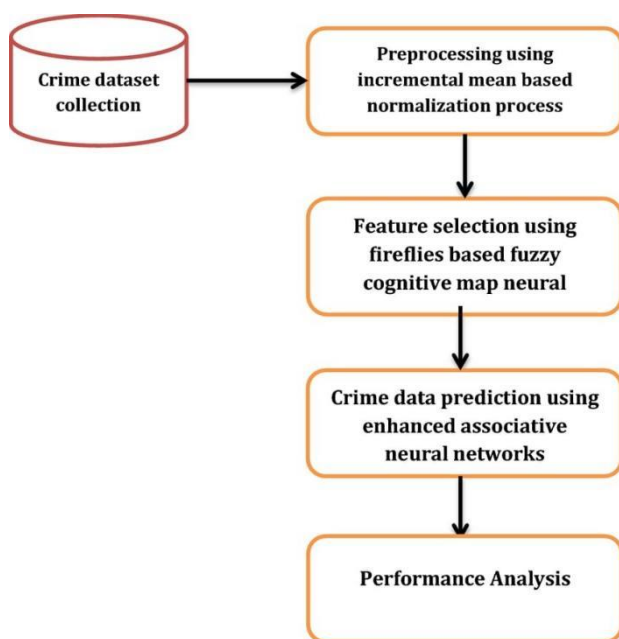 Crime dataset
collection
Preprocessing using
incremental mean based
normalization process
Feature selection using
fireflies based fuzzy
cognitive map neural
Crime data prediction using
enhanced associative
neural networks
Performance Analysis